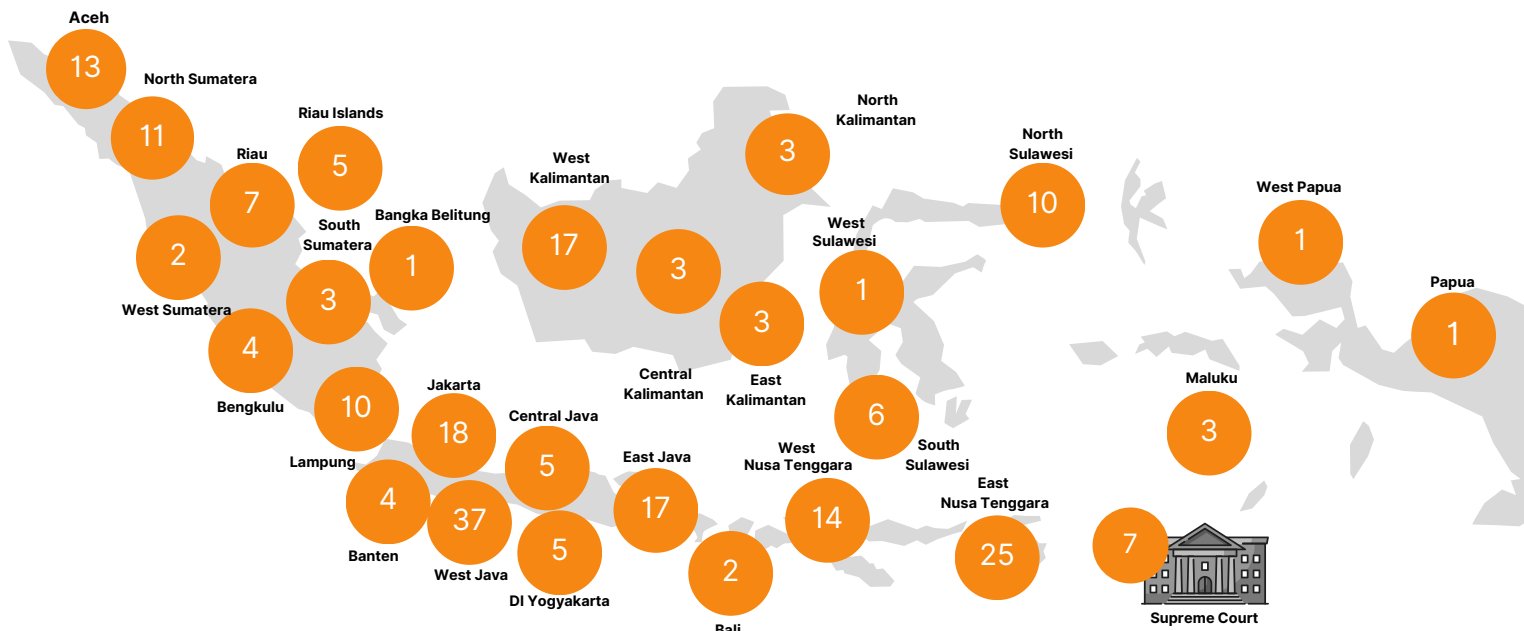 Aceh
13
North Sumatera
11
Riau Islands
5
Riau
7
West Sumatera
2
South
Sumatera
3
Bangka Belitung
1
Bengkulu
4
Lampung
10
Jakarta
18
Banten
4
West Java
37
Central Java
5
DI Yogyakarta
5
East Java
17
Bali
2
West
Nusa Tenggara
14
East
Nusa Tenggara
25
West
Kalimantan
17
Central
Kalimantan
3
East
Kalimantan
3
North
Kalimantan
3
West
Sulawesi
1
South
Sulawesi
6
North
Sulawesi
10
Maluku
3
West Papua
1
Papua
1
7
Supreme Court